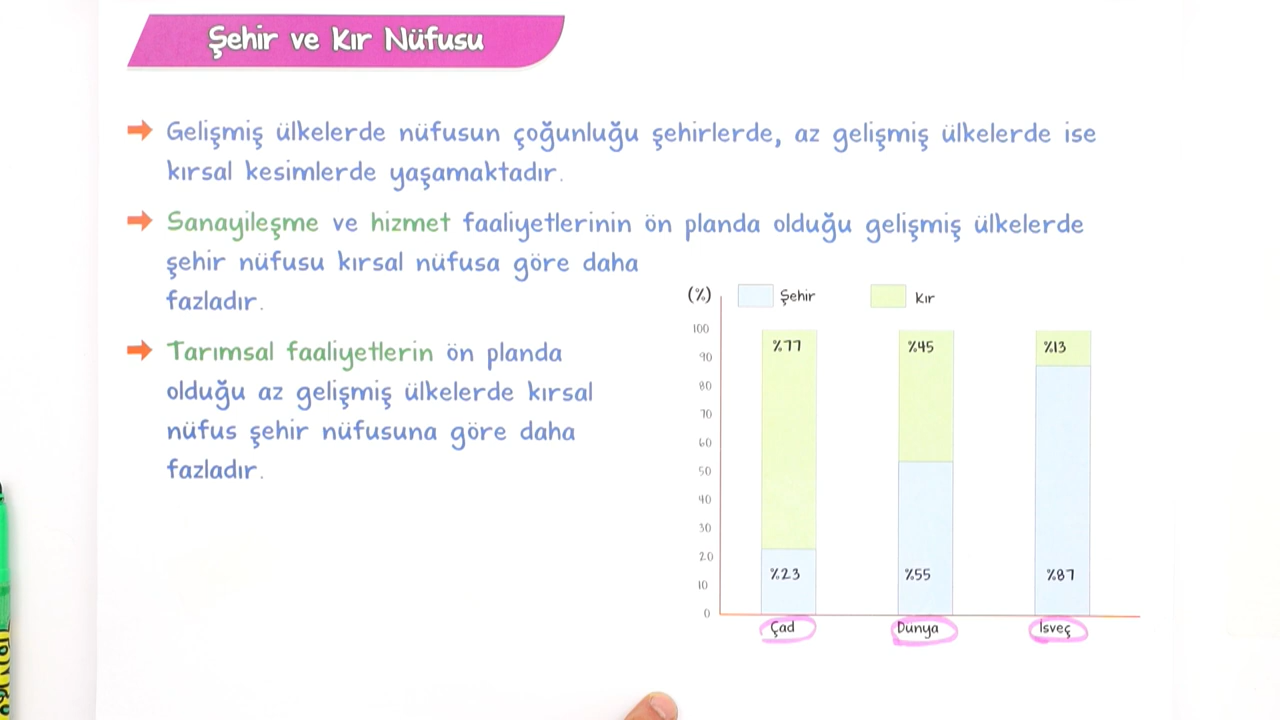 Şehir ve Kır Nüfusu
Gelişmiş ülkelerde nüfusun çoğunluğu şehirlerde, az gelişmiş ülkelerde ise
kırsal kesimlerde yaşamaktadır.
Sanayileşme ve hizmet faaliyetlerinin ön planda olduğu gelişmiş ülkelerde
şehir nüfusu kırsal nüfusa göre daha
fazladır.
Tarımsal faaliyetlerin ön planda
olduğu az gelişmiş ülkelerde kırsal
nüfus şehir nüfusuna göre daha
fazladır.
(%) Şehir Kır
100
90
80
70
60
50
40
30
20
10
0
%77 %45 %13
%23 %55 %87
Çad Dünya İsveç